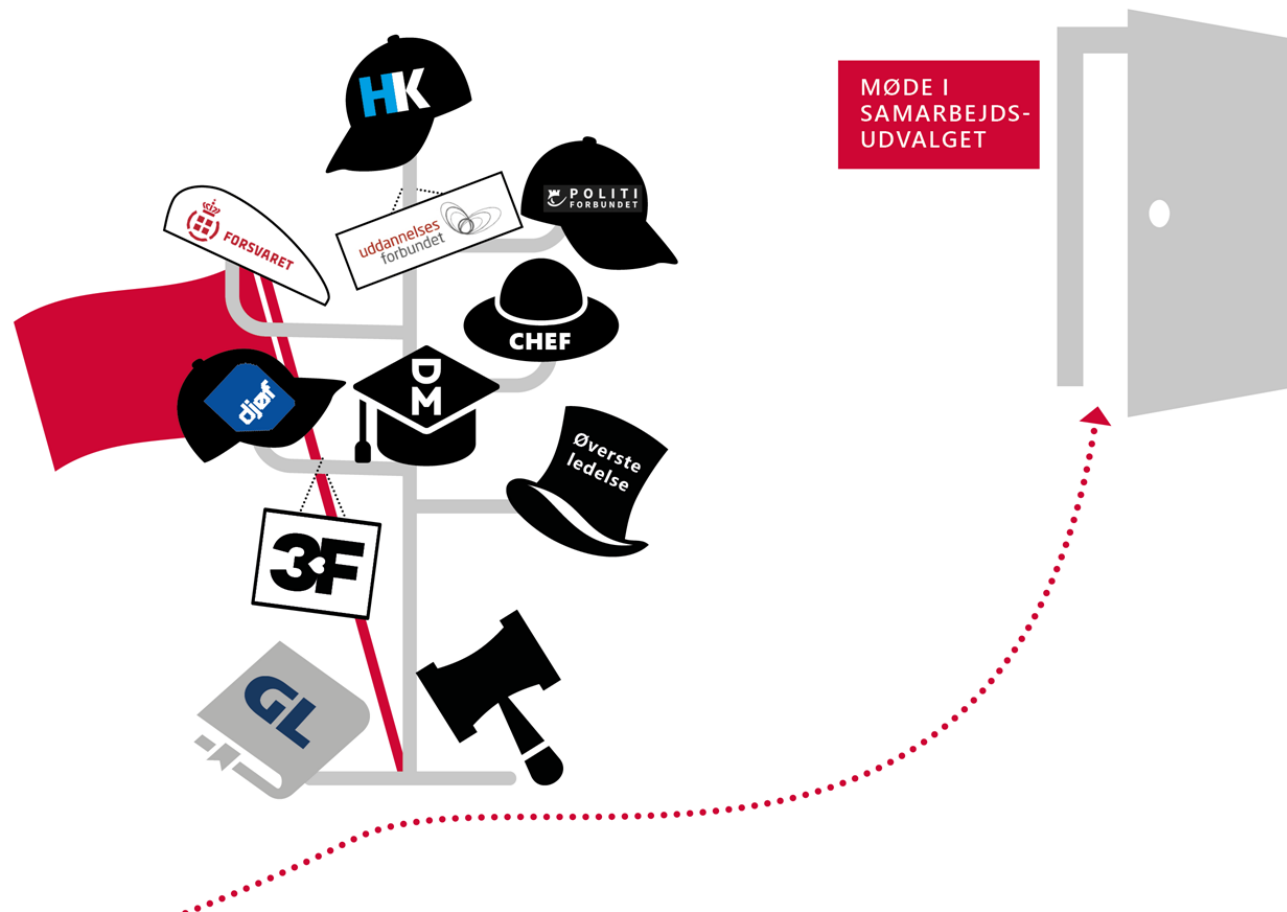 HK
MØDE I
SAMARBEJDS-
UDVALGET
POLITI
FORBUNDET
FORSVARET
uddannelses
forbundet
CHEF
DM
djøf
Øverste
ledelse
3F
GL